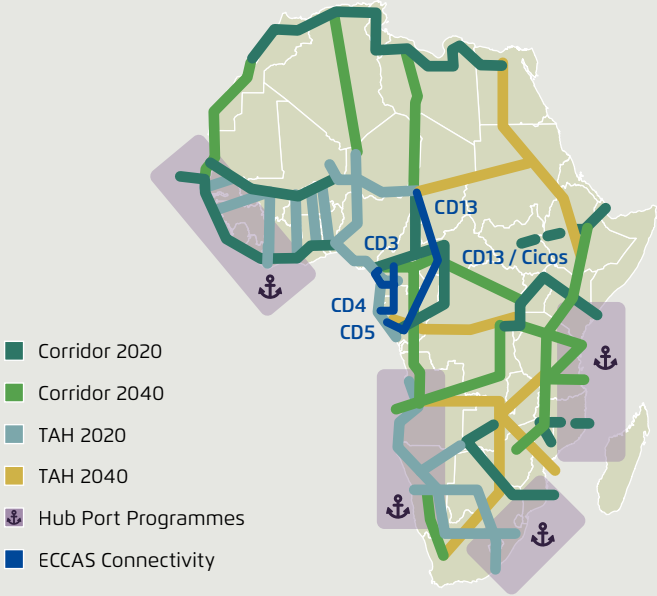 CD13
CD3
CD13 / Cicos
CD4
CD5
Corridor 2020
Corridor 2040
TAH 2020
TAH 2040
Hub Port Programmes
ECCAS Connectivity